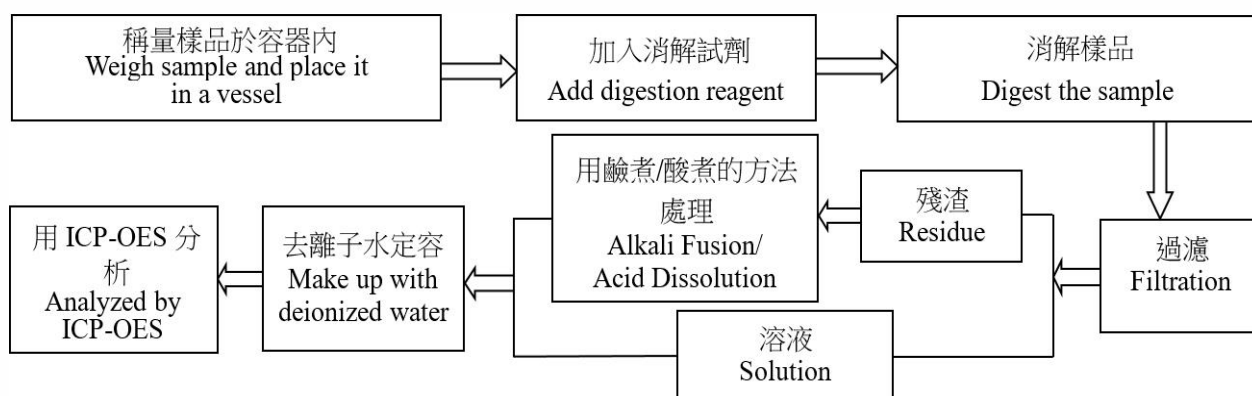 稱量樣品於容器內
Weigh sample and place it
in a vessel
加入消解試劑
Add digestion reagent
消解樣品
Digest the sample
過濾
Filtration
殘渣
Residue
用鹼煮/酸煮的方法
處理
Alkali Fusion/
Acid Dissolution
溶液
Solution
去離子水定容
Make up with
deionized water
用 ICP-OES 分
析
Analyzed by
ICP-OES